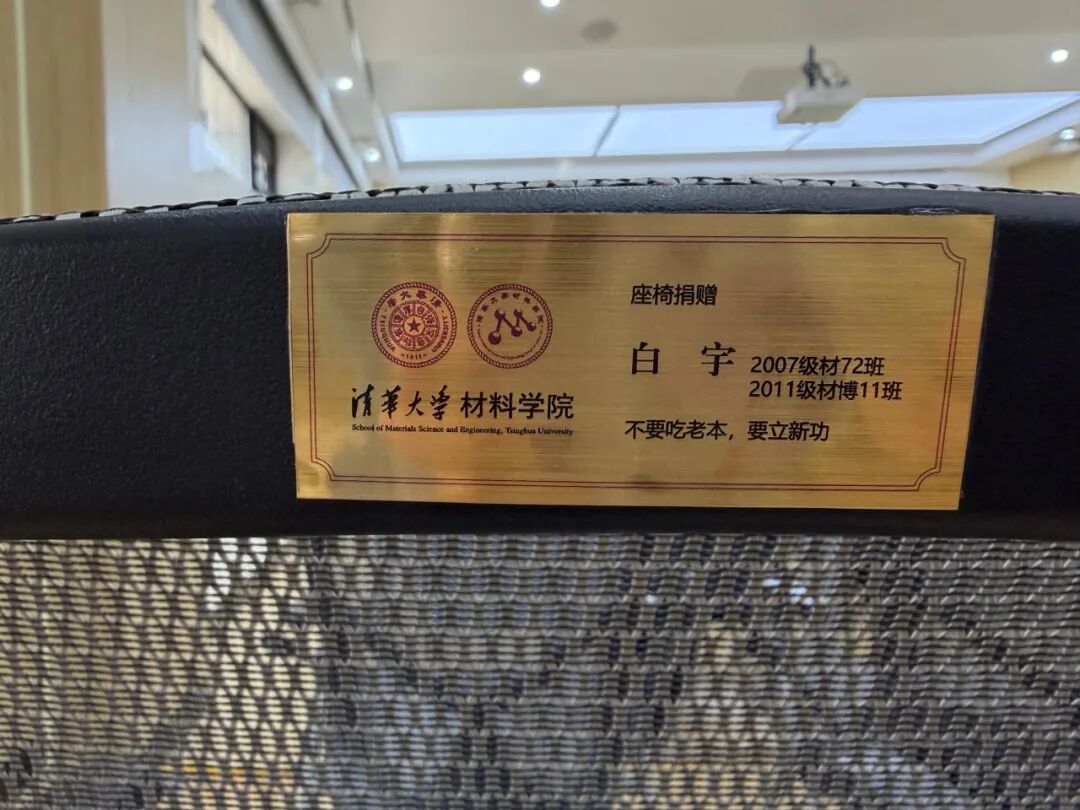 清华大学 材料学院
School of Materials Science and Engineering, Tsinghua University
座椅捐赠
白 宇 2007级材72班
2011级材博11班
不要吃老本，要立新功